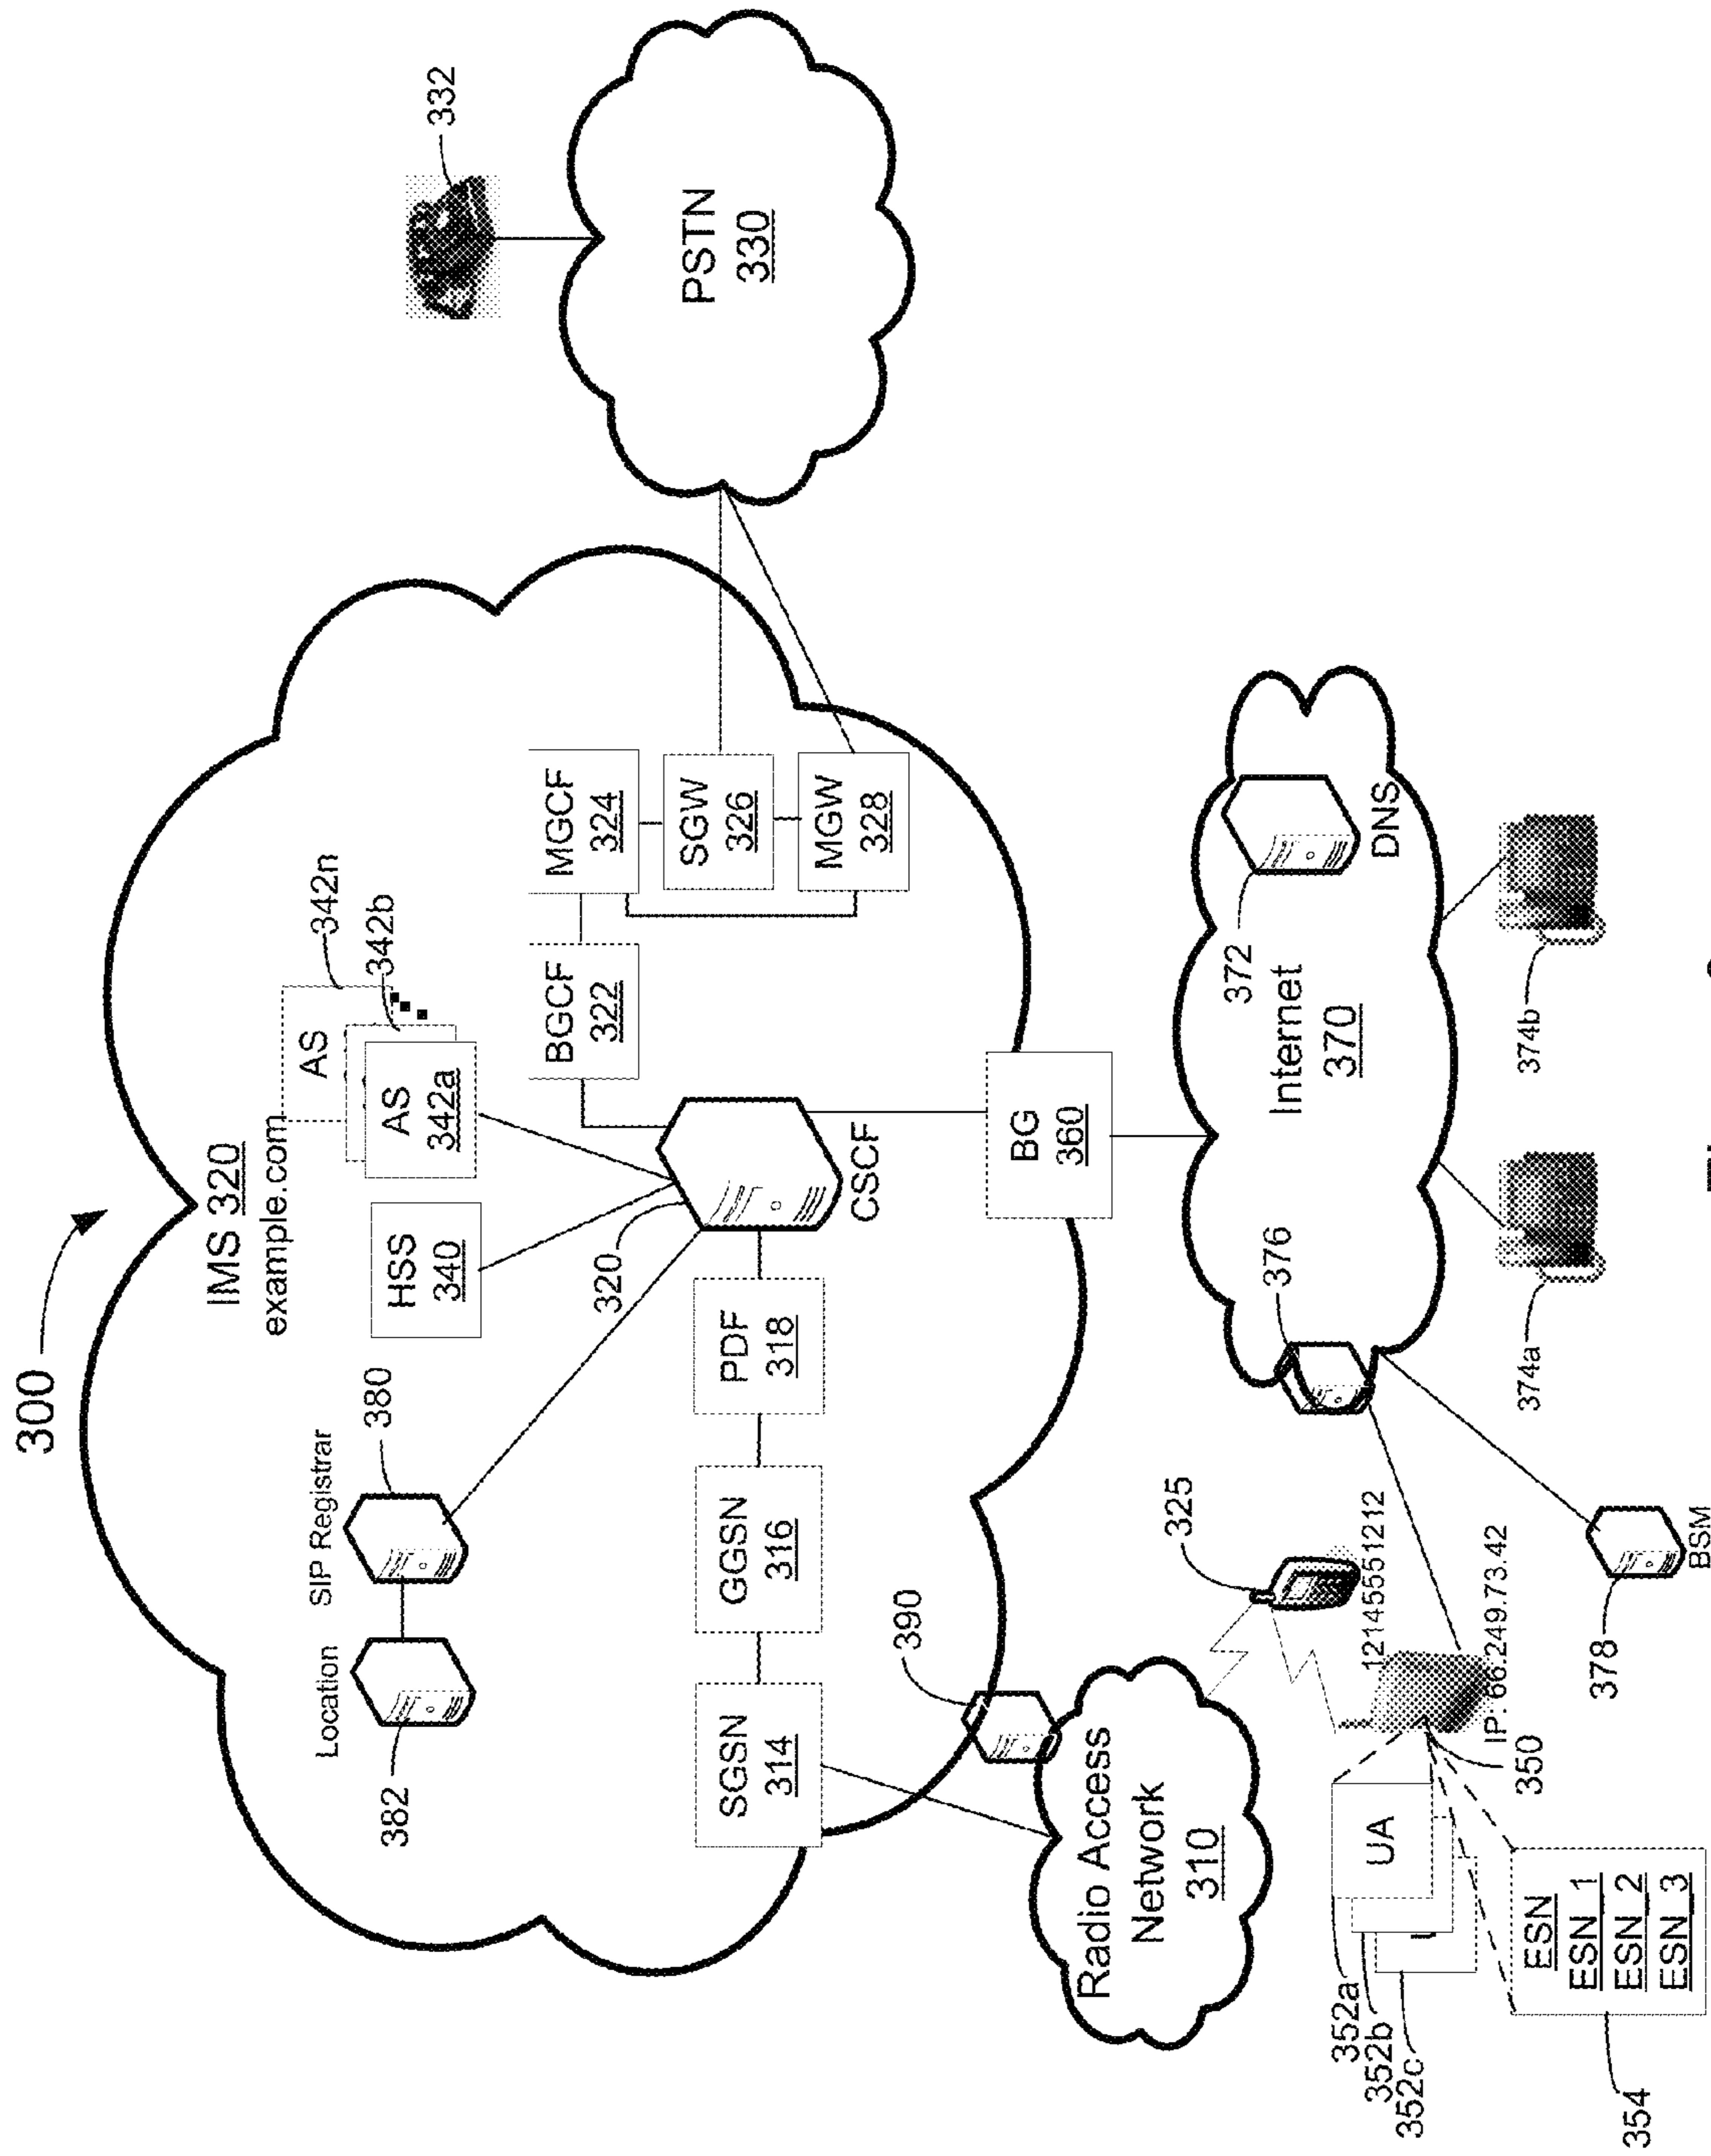 300
IMS 320
example.com
Location
382
SIP Registrar
380
HSS
340
AS
342n
342b
AS
342a
SGSN
314
GGSN
316
PDF
318
320
CSCF
BGCF
322
MGCF
324
SGW
326
MGW
328
PSTN
330
332
390
Radio Access
Network
310
325
BG
360
Internet
370
372
DNS
376
12145551212
IP: 66.249.73.42
350
UA
352a
352b
352c
ESN
ESN_1
ESN_2
ESN_3
354
378
BSM
374a
374b